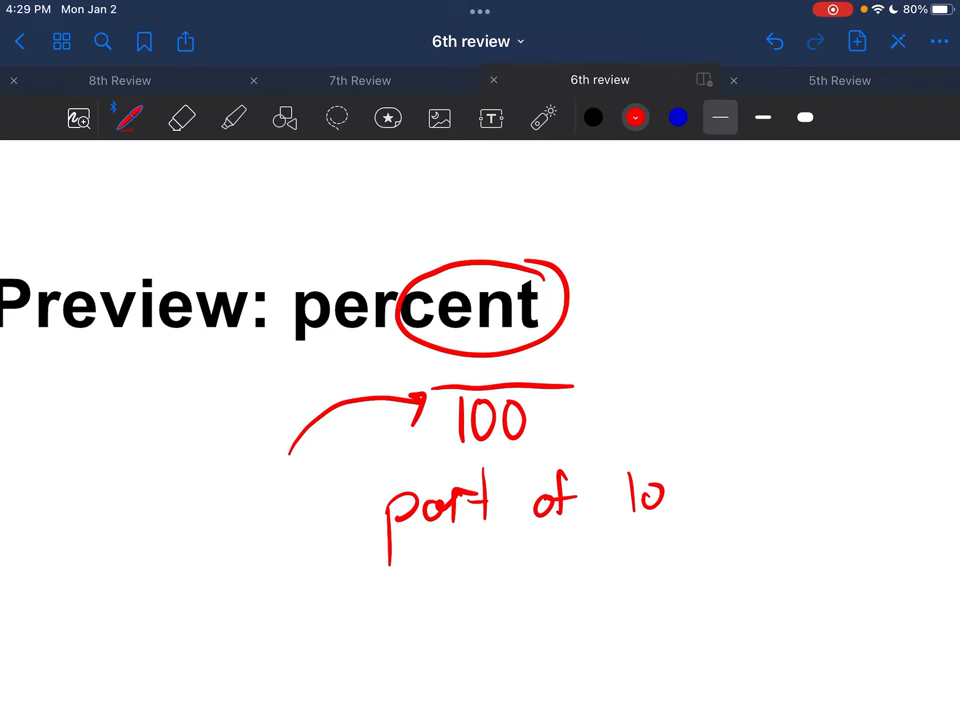 4:29 PM Mon Jan 2
80%
6th review
8th Review
7th Review
6th review
5th Review
T
Preview: percent
100
part of 10